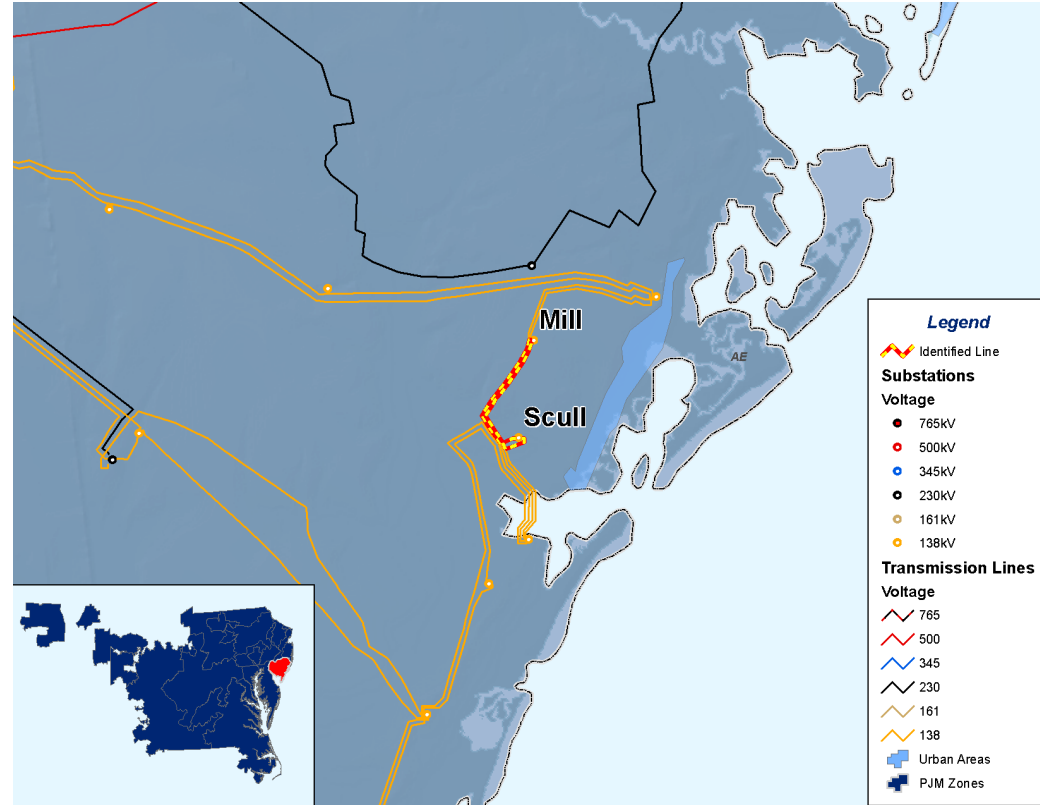 Mill
Scull
AE
Legend
Identified Line
Substations
Voltage
765kV
500kV
345kV
230kV
161kV
138kV
Transmission Lines
Voltage
765
500
345
230
161
138
Urban Areas
PJM Zones